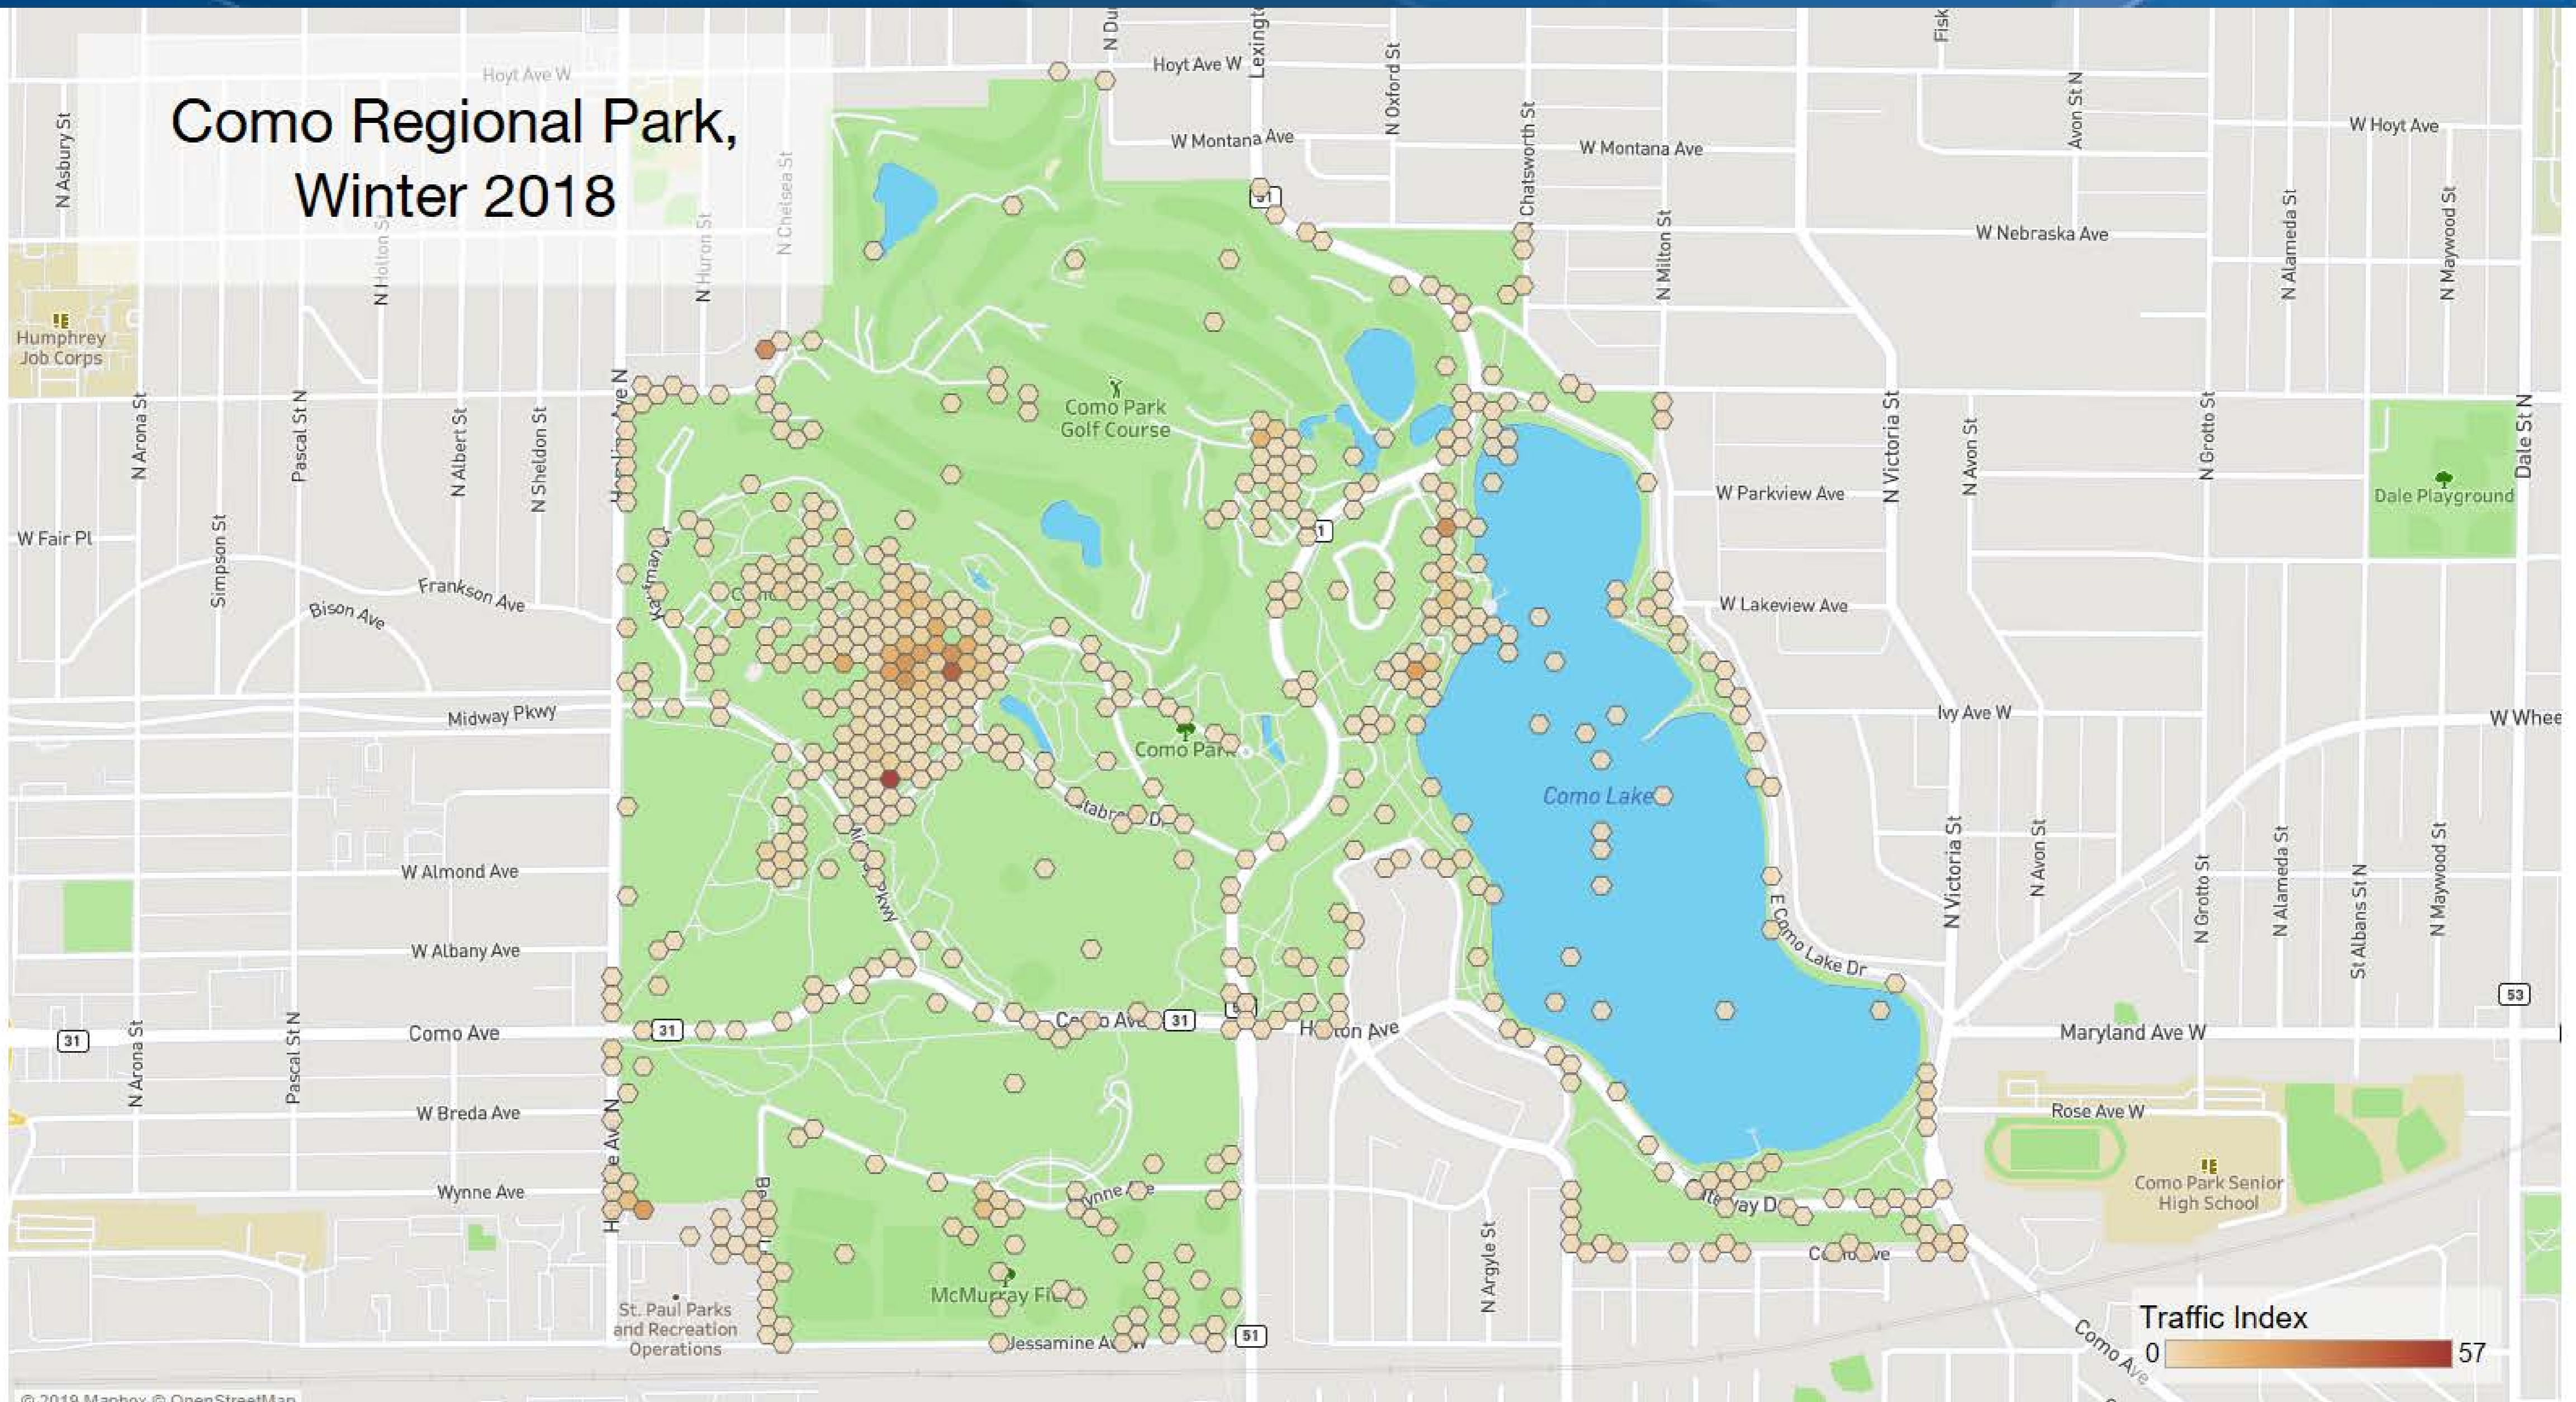 Como Regional Park,
Winter 2018
Hoyt Ave W
Hoyt Ave W
W Montana Ave
W Montana Ave
W Hoyt Ave
W Nebraska Ave
N Asbury St
N Huron St
N Chelsea St
N Oxford St
N Chatsworth St
N Milton St
Avon St N
N Alameda St
N Maywood St
Humphrey
Job Corps
Como Park
Golf Course
N Arona St
Pascal St N
N Albert St
N Sheldon St
Simpson St
W Fair Pl
Frankson Ave
Bison Ave
Midway Pkwy
W Parkview Ave
W Lakeview Ave
Ivy Ave W
N Victoria St
N Avon St
N Grotto St
Dale St N
Dale Playground
W Whee
Como Lake
W Almond Ave
W Albany Ave
Como Ave
W Breda Ave
Wynne Ave
31
31
31
N Arona St
Pascal St N
E Como Lake Dr
N Victoria St
N Avon St
N Grotto St
N Alameda St
St Albans St N
N Maywood St
53
Maryland Ave W
Rose Ave W
Como Park Senior
High School
N Argyle St
St. Paul Parks
and Recreation
Operations
51
Como Ave
Traffic Index
0
57
© 2019 Mapbox © OpenStreetMap